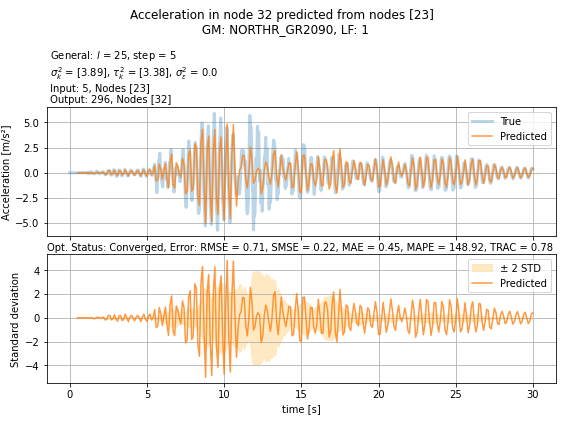 Acceleration in node 32 predicted from nodes [23]
GM: NORTHR_GR2090, LF: 1
General: l = 25, step = 5
σ²ₖ = [3.89], τ²ₖ = [3.38], σ²ε = 0.0
Input: 5, Nodes [23]
Output: 296, Nodes [32]
Acceleration [m/s²]
5.0
2.5
0.0
−2.5
−5.0
True
Predicted
Opt. Status: Converged, Error: RMSE = 0.71, SMSE = 0.22, MAE = 0.45, MAPE = 148.92, TRAC = 0.78
Standard deviation
4
2
0
−2
−4
± 2 STD
Predicted
0 5 10 15 20 25 30
time [s]